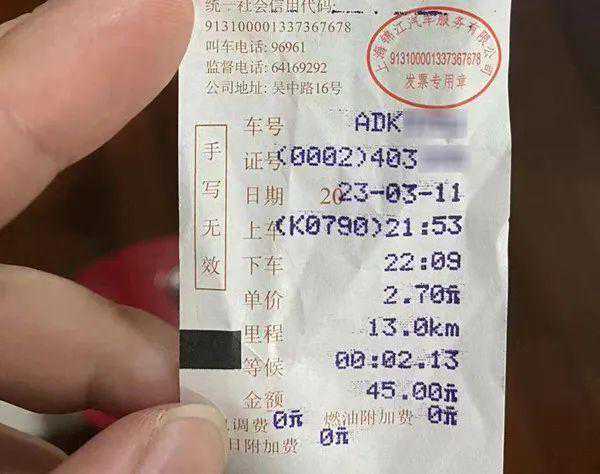 统一社会信用代码:
913100001337367678
叫车电话: 96961
监督电话: 64169292
公司地址: 吴中路16号
上海锦江汽车服务有限公司
913100001337367678
发票专用章
手写无效
车号 ADK
证号(0002)403
日期 2023-03-11
上车(K0790)21:53
下车 22:09
单价 2.70元
里程 13.0km
等候 00:02.13
金额 45.00元
调费 0元 燃油附加费 0元
日附加费 0元